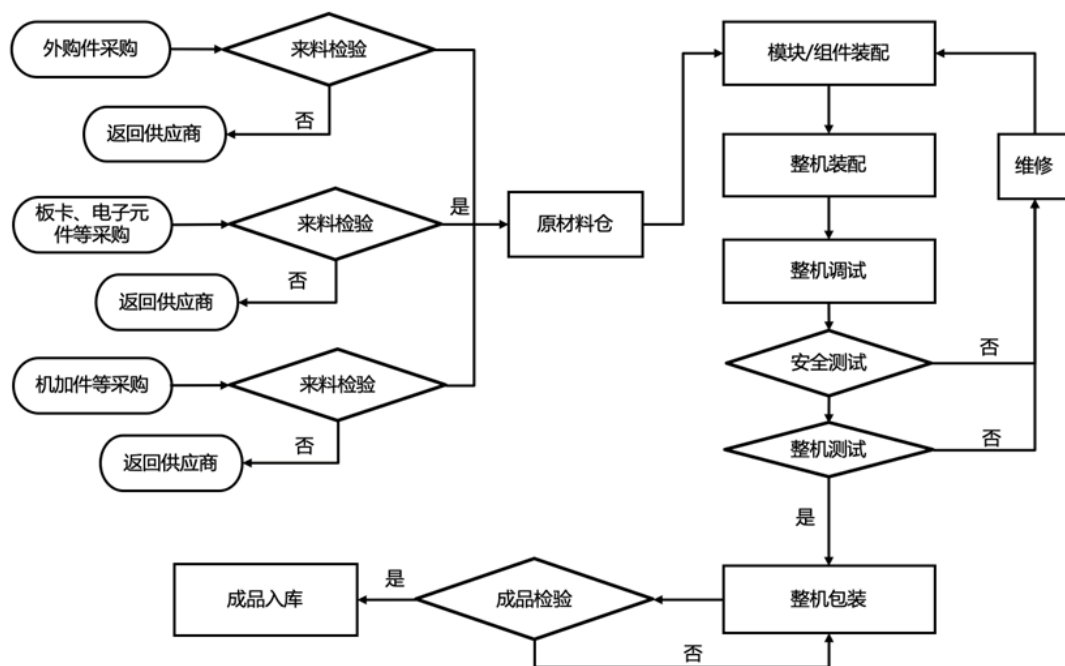 外购件采购
来料检验
否
返回供应商
板卡、电子元
件等采购
来料检验
是
否
返回供应商
机加件等采购
来料检验
否
返回供应商
原材料仓
模块/组件装配
整机装配
维修
整机调试
安全测试
否
整机测试
否
是
整机包装
成品检验
是
否
成品入库